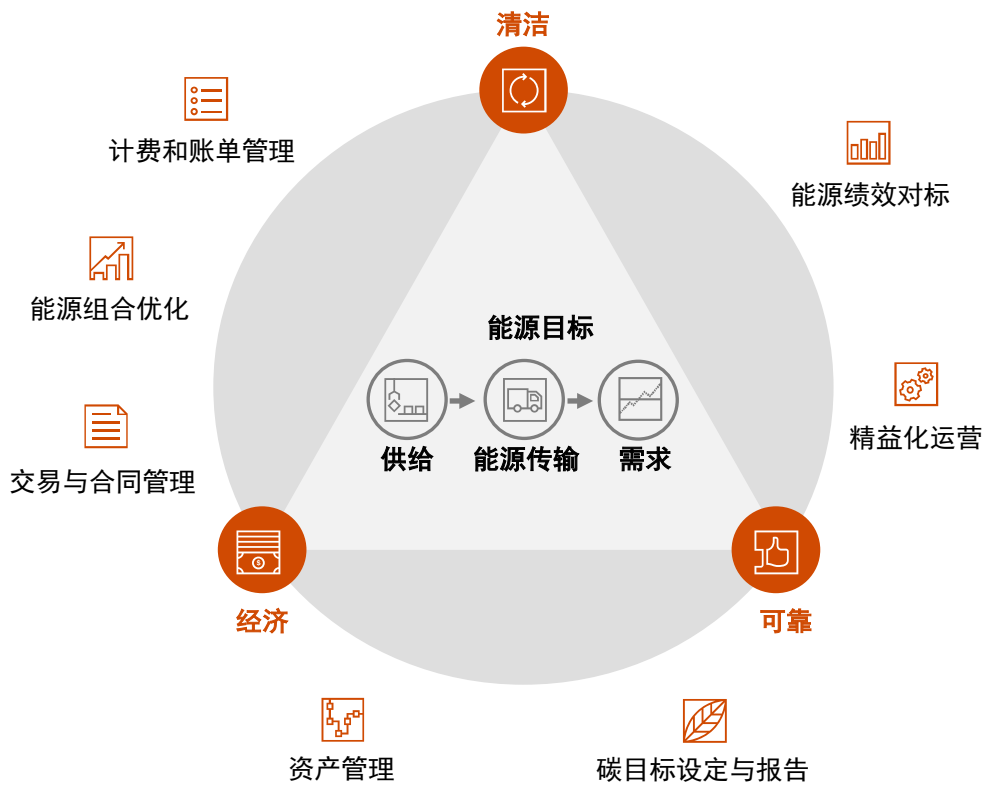 清洁
计费和账单管理
能源绩效对标
能源组合优化
能源目标
供给
能源传输
需求
精益化运营
交易与合同管理
经济
可靠
资产管理
碳目标设定与报告